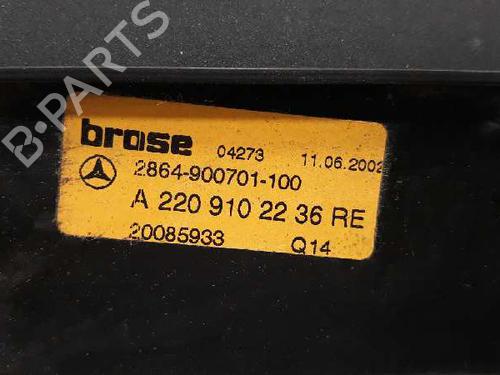 B-PARTS
brose 04273 11.06.2002
2864-900701-100
A 220 910 22 36 RE
20085933 Q14